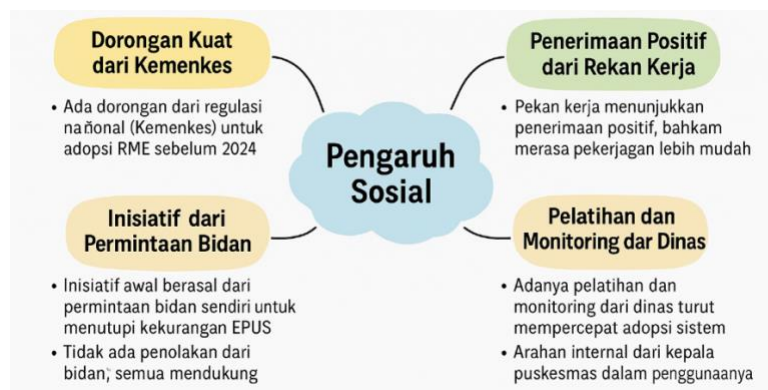 Dorongan Kuat
dari Kemenkes
• Ada dorongan dari regulasi
nañonal (Kemenkes) untuk
adopsi RME sebelum 2024
Penerimaan Positif
dari Rekan Kerja
• Pekan kerja menunjukkan
penerimaan positif, bahkam
merasa pekerjagan lebih mudah
Pengaruh
Sosial
Inisiatif dari
Permintaan Bidan
• Inisiatif awal berasal dari
permintaan bidan sendiri untuk
menutupi kekurangan EPUS
• Tidak ada penolakan dari
bidan; semua mendukung
Pelatihan dan
Monitoring dar Dinas
• Adanya pelatihan dan
monitoring dari dinas turut
mempercepat adopsi sistem
• Arahan internal dari kepala
puskesmas dalam penggunaanya